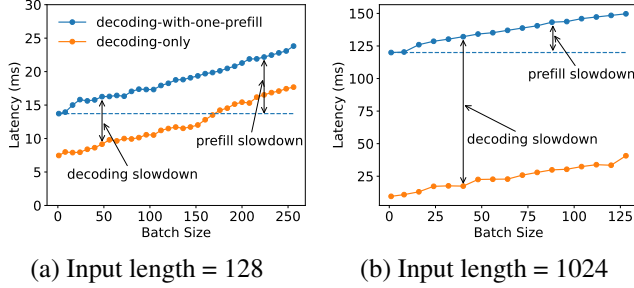 decoding-with-one-prefill
decoding-only
Latency (ms)
30
25
20
15
10
5
0
prefill slowdown
decoding slowdown
0 50 100 150 200 250
Batch Size
(a) Input length = 128
Latency (ms)
150
125
100
75
50
25
prefill slowdown
decoding slowdown
0 25 50 75 100 125
Batch Size
(b) Input length = 1024